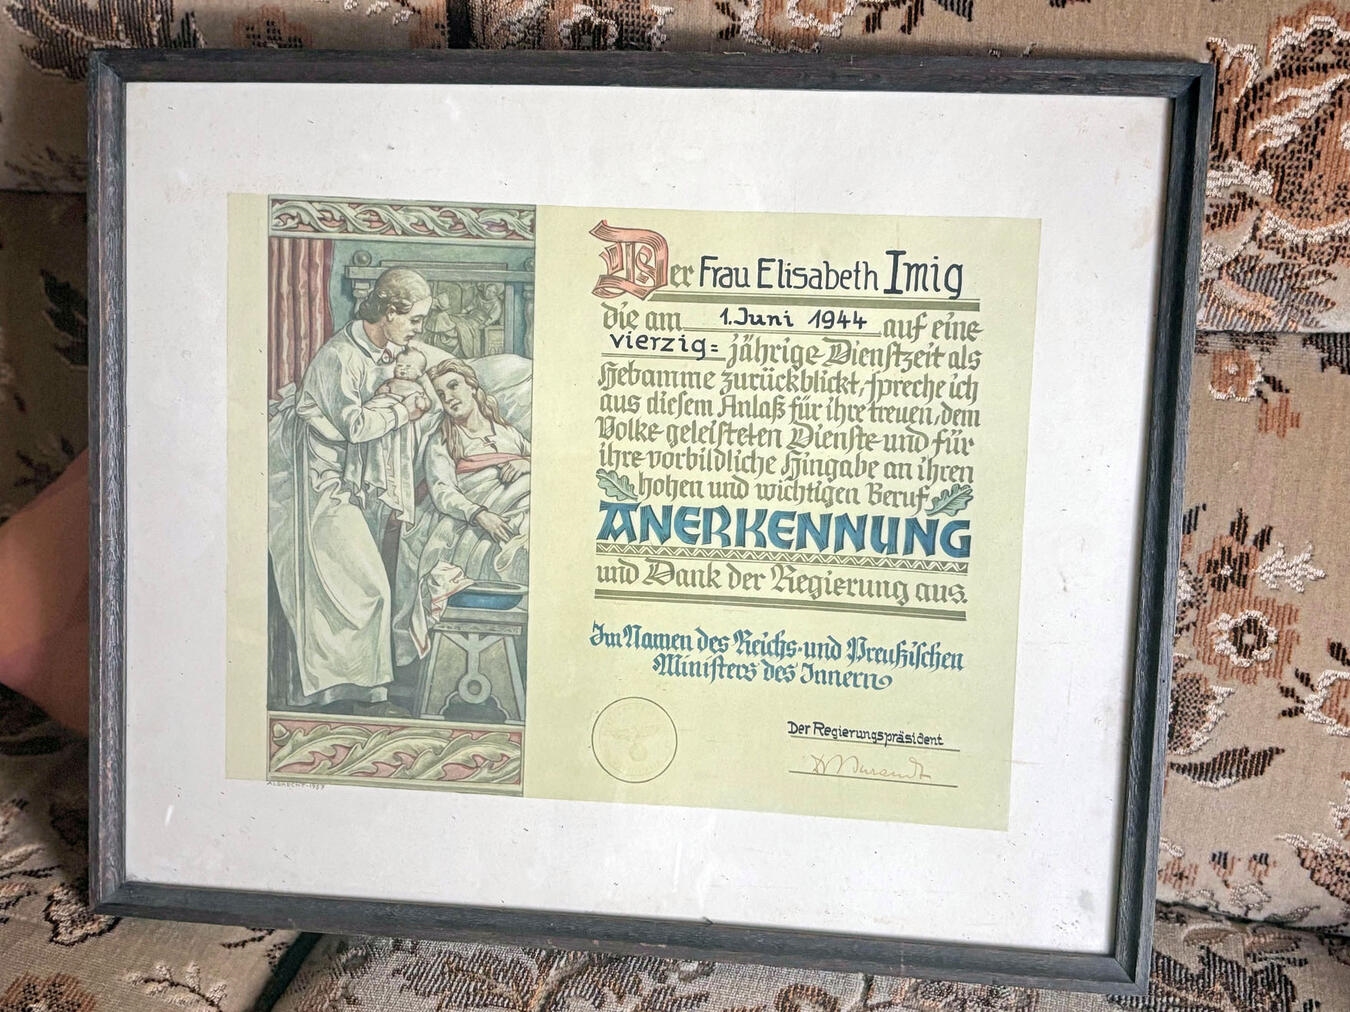 Der Frau Elisabeth Imig
die am 1. Juni 1944 auf eine
vierzig= jährige Dienstzeit als
Hebamme zurückblickt, spreche ich
aus diesem Anlaß für ihre treuen, dem
Volke geleisteten Dienste und für
ihre vorbildliche Hingabe an ihren
hohen und wichtigen Beruf
ANERKENNUNG
und Dank der Regierung aus.
Im Namen des Reichs- und Preußischen
Ministers des Innern
Der Regierungspräsident